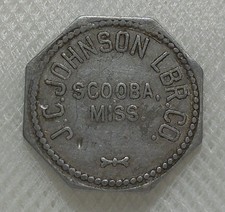 J.C. JOHNSON LBR. CO.
SCOOBA,
MISS.